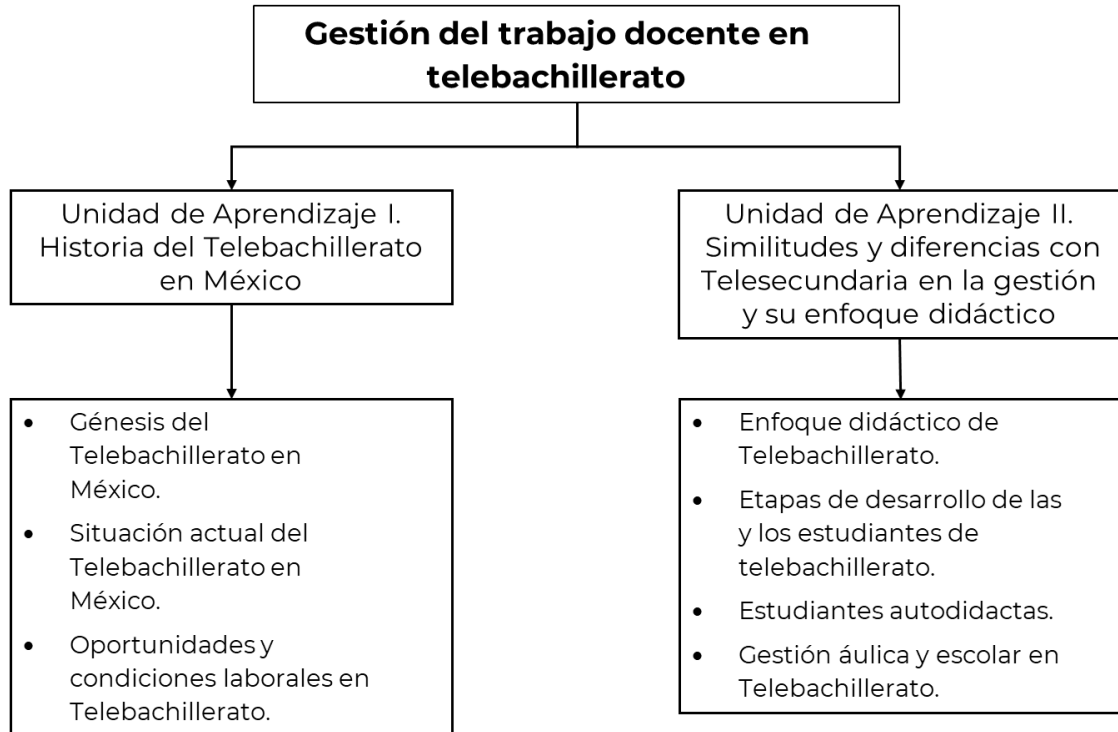 Gestión del trabajo docente en
telebachillerato
Unidad de Aprendizaje I.
Historia del Telebachillerato
en México
Unidad de Aprendizaje II.
Similitudes y diferencias con
Telesecundaria en la gestión
y su enfoque didáctico
• Génesis del
Telebachillerato en
México.
• Situación actual del
Telebachillerato en
México.
• Oportunidades y
condiciones laborales en
Telebachillerato.
• Enfoque didáctico de
Telebachillerato.
• Etapas de desarrollo de las
y los estudiantes de
telebachillerato.
• Estudiantes autodidactas.
• Gestión áulica y escolar en
Telebachillerato.